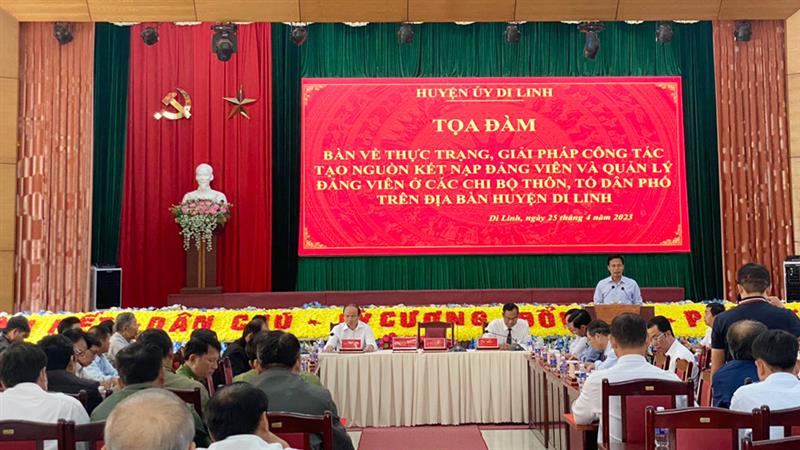 HUYỆN ỦY DI LINH
TỌA ĐÀM
BÀN VỀ THỰC TRẠNG, GIẢI PHÁP CÔNG TÁC
TẠO NGUỒN KẾT NẠP ĐẢNG VIÊN VÀ QUẢN LÝ
ĐẢNG VIÊN Ở CÁC CHI BỘ THÔN, TỔ DÂN PHỐ
TRÊN ĐỊA BÀN HUYỆN DI LINH
Di Linh, ngày 25 tháng 4 năm 2023
DÂN CHỦ - CƯƠNG ĐỔI